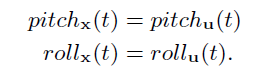 pitch_x(t) = pitch_u(t)
roll_x(t) = roll_u(t).